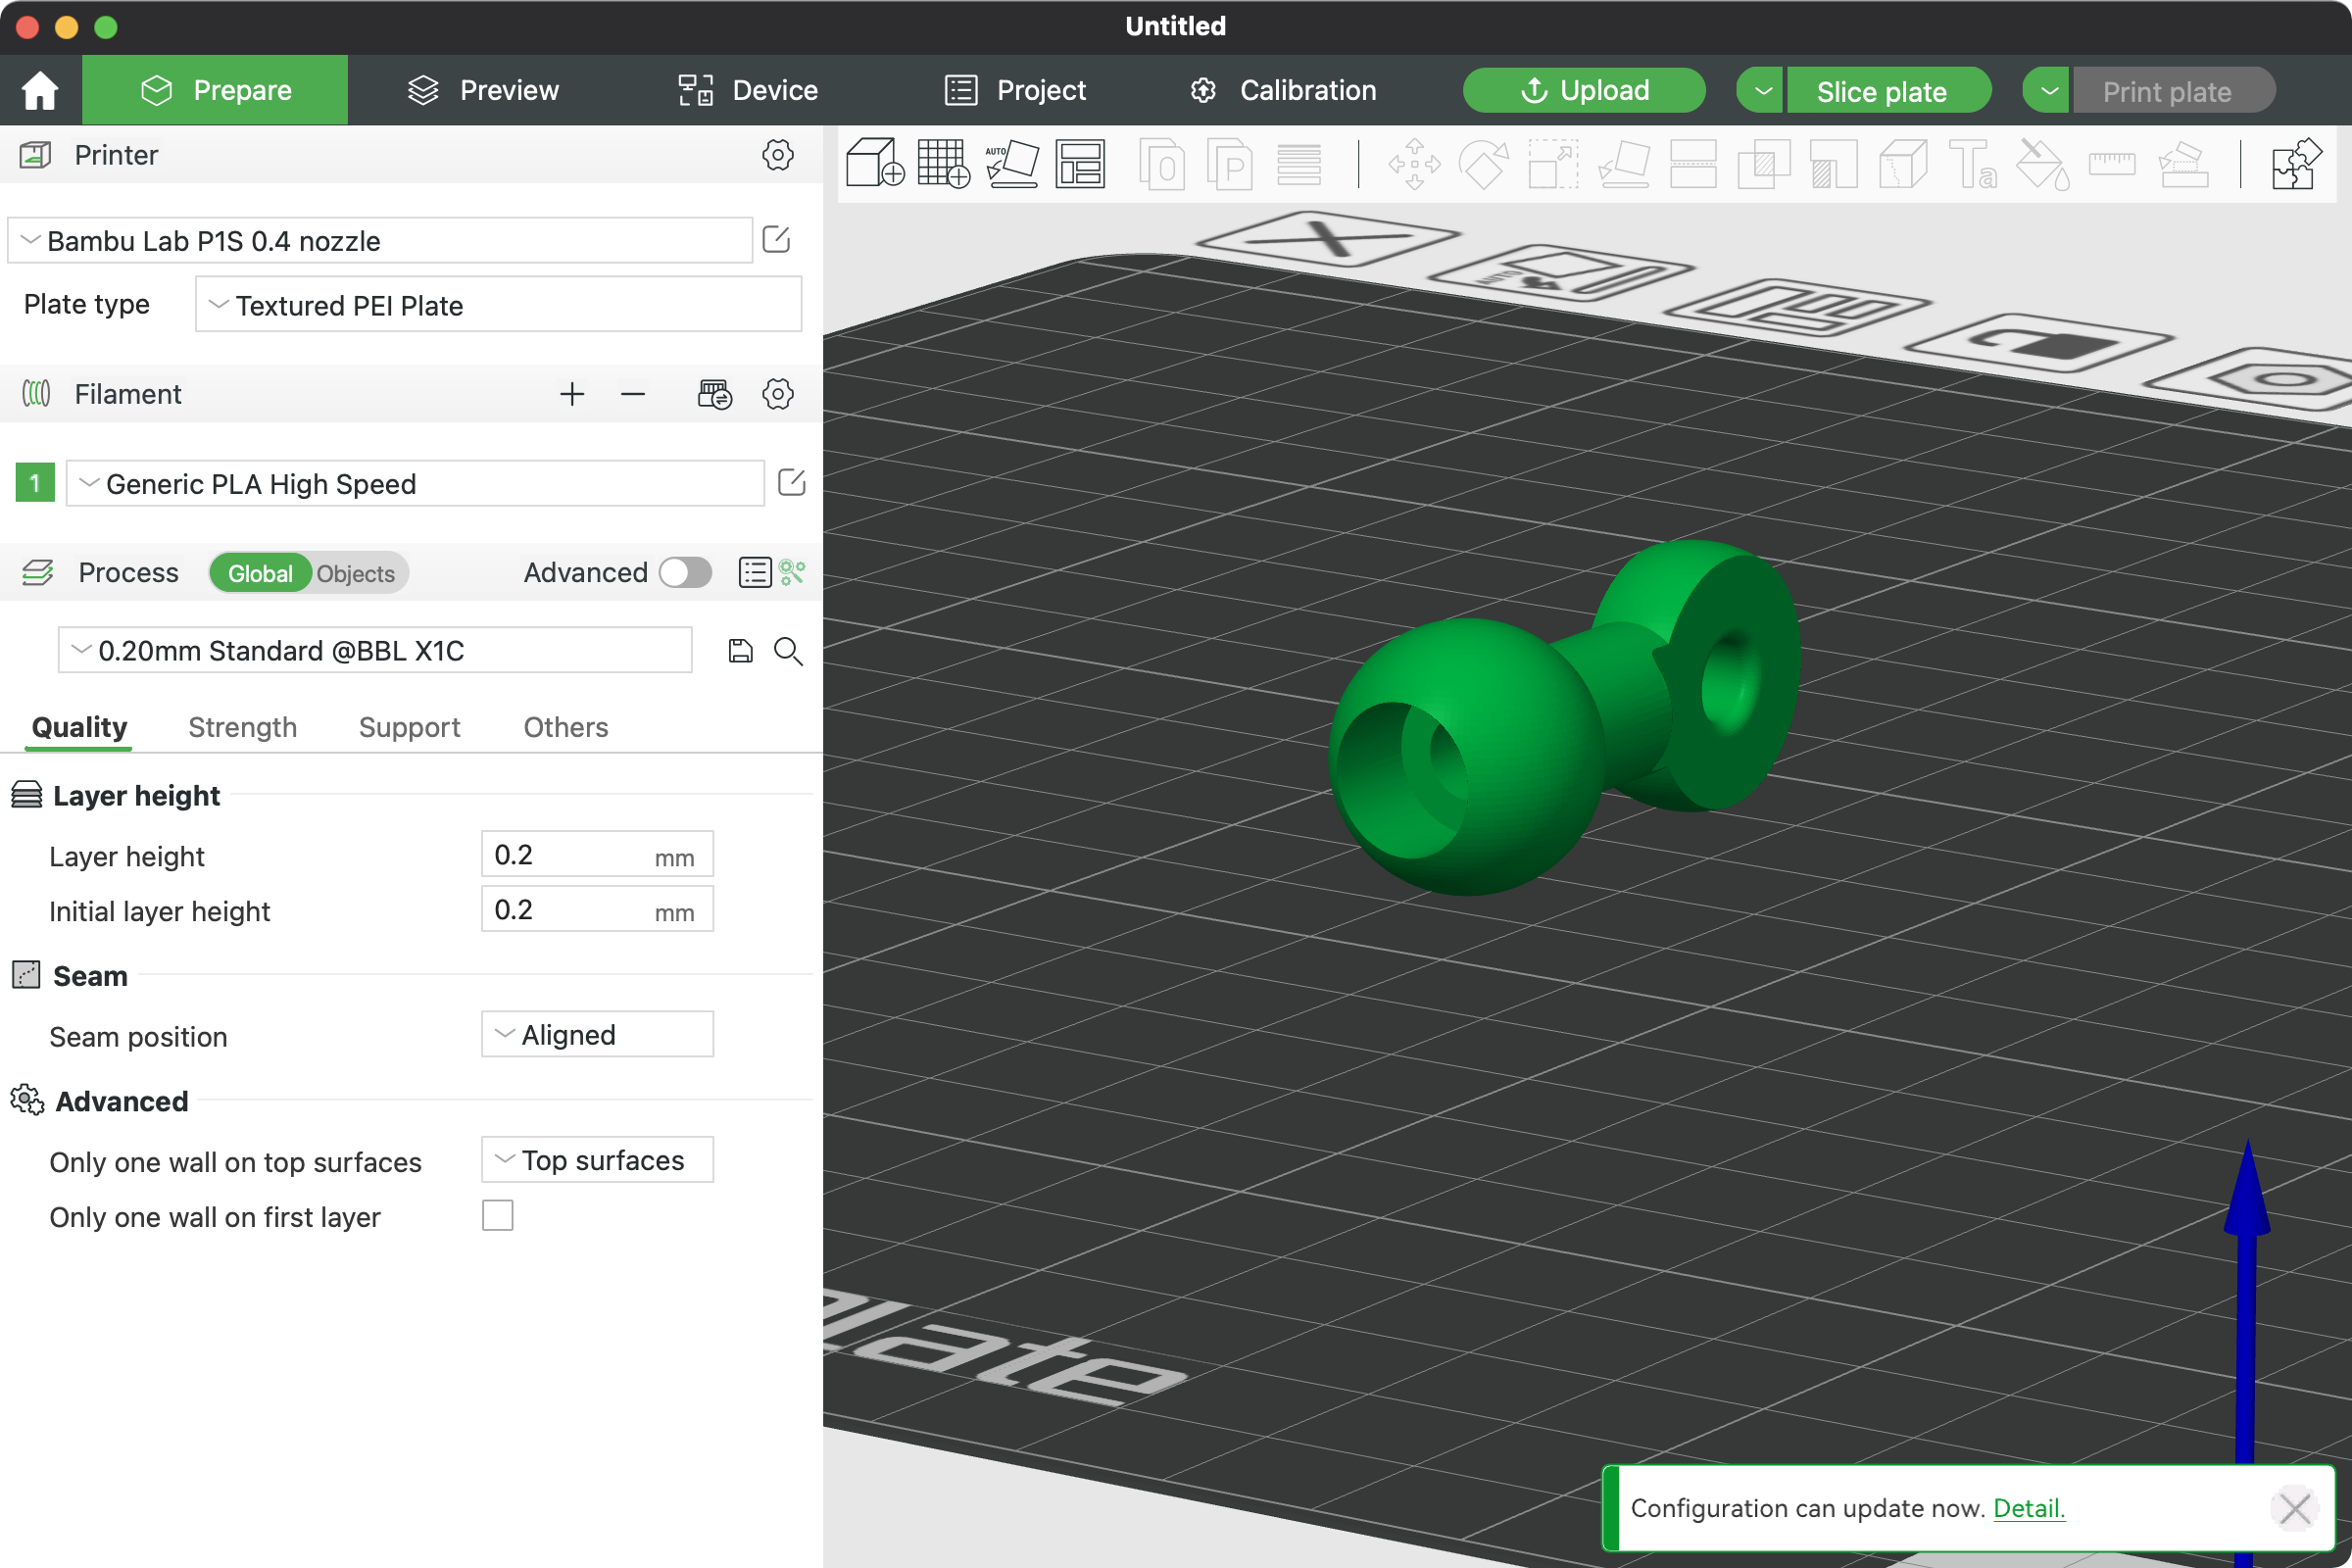 Untitled
Prepare
Preview
Device
Project
Calibration
Upload
Slice plate
Print plate
Printer
Bambu Lab P1S 0.4 nozzle
Plate type
Textured PEI Plate
Filament
1
Generic PLA High Speed
Process
Global
Objects
Advanced
0.20mm Standard @BBL X1C
Quality
Strength
Support
Others
Layer height
Layer height
0.2
mm
Initial layer height
0.2
mm
Seam
Seam position
Aligned
Advanced
Only one wall on top surfaces
Top surfaces
Only one wall on first layer
AUTO
O
P
Ta
AUTO
late
Configuration can update now. Detail.